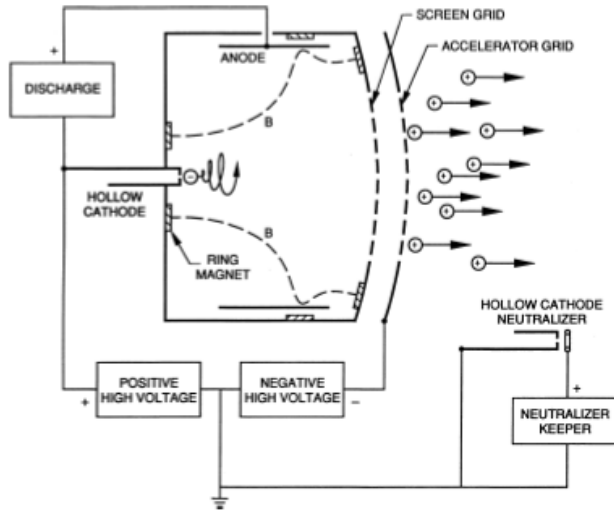 SCREEN GRID
ACCELERATOR GRID
+
ANODE
DISCHARGE
B
+
+
+
+
+
+
+
+
+
+
−
HOLLOW
CATHODE
B
RING
MAGNET
HOLLOW CATHODE
NEUTRALIZER
POSITIVE
HIGH VOLTAGE
NEGATIVE
HIGH VOLTAGE
+
−
+
NEUTRALIZER
KEEPER